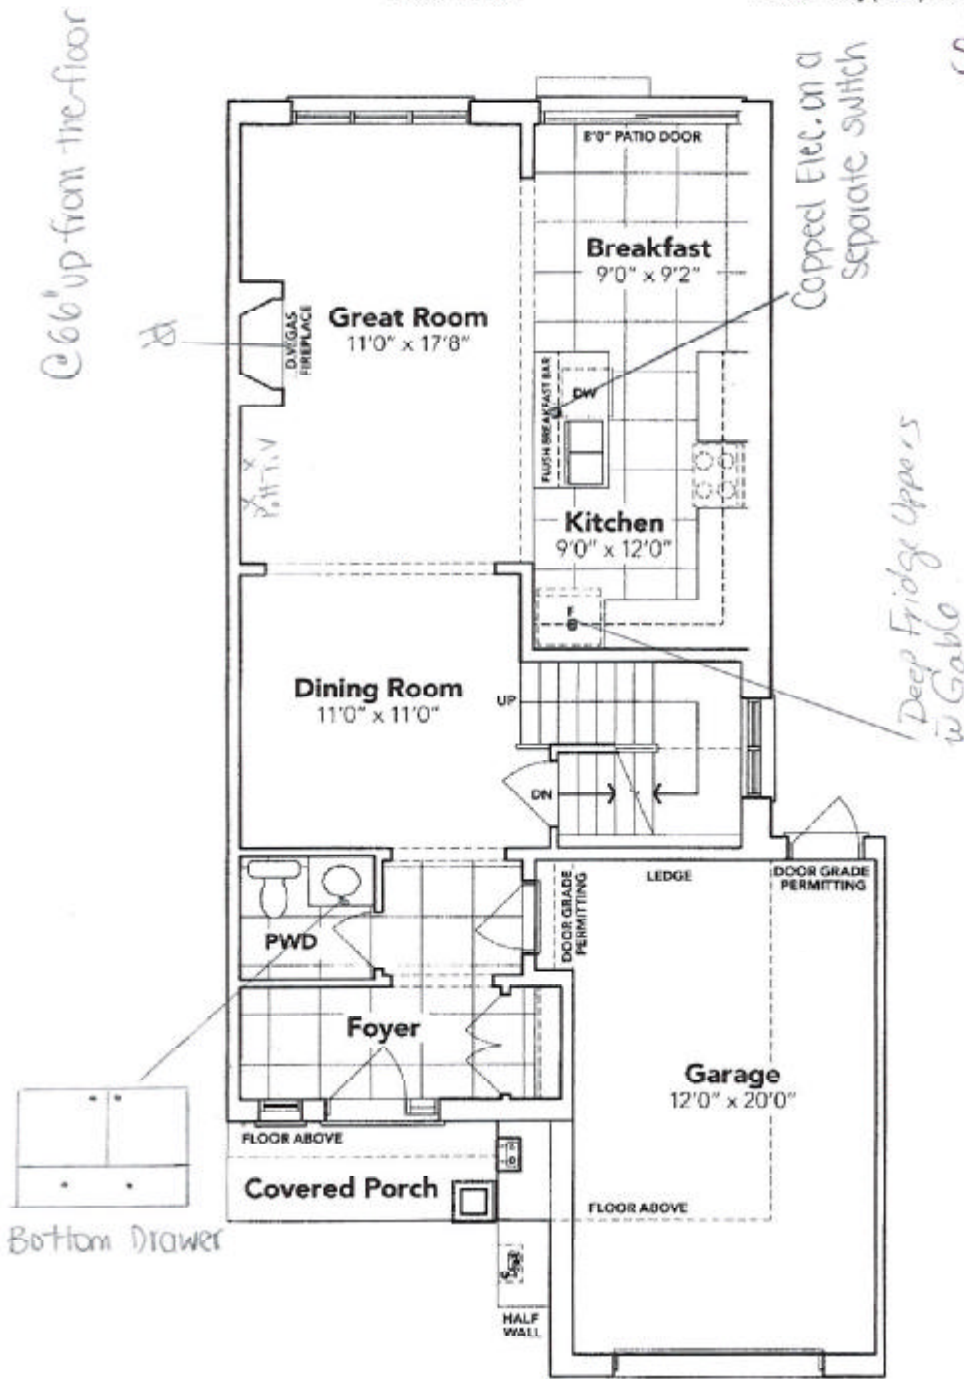 @66" up from the floor
Capped Elec. on a
separate switch
8'0" PATIO DOOR
Breakfast
9'0" x 9'2"
Great Room
11'0" x 17'8"
D.V. GAS
FIREPLACE
FLUSH BREAKFAST BAR
DW
Kitchen
9'0" x 12'0"
Deep Fridge Uppers
w Gable
F
Dining Room
11'0" x 11'0"
UP
DN
LEDGE
DOOR GRADE
PERMITTING
DOOR GRADE
PERMITTING
PWD
Foyer
Garage
12'0" x 20'0"
FLOOR ABOVE
Covered Porch
FLOOR ABOVE
Bottom Drawer
HALF
WALL